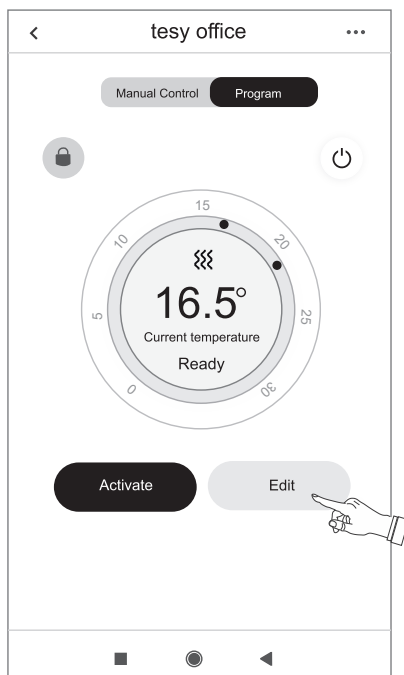 tesy office
Manual Control Program
15
10 20
5 25
0 30
16.5°
Current temperature
Ready
Activate Edit